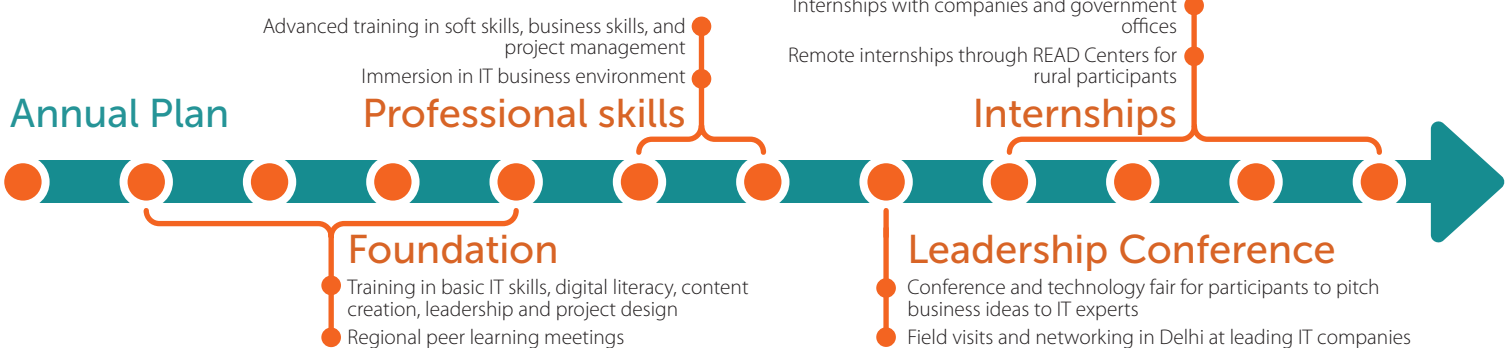 Advanced training in soft skills, business skills, and
project management
Immersion in IT business environment
Internships with companies and government
offices
Remote internships through READ Centers for
rural participants
Annual Plan
Professional skills
Internships
Foundation
Training in basic IT skills, digital literacy, content
creation, leadership and project design
Regional peer learning meetings
Leadership Conference
Conference and technology fair for participants to pitch
business ideas to IT experts
Field visits and networking in Delhi at leading IT companies